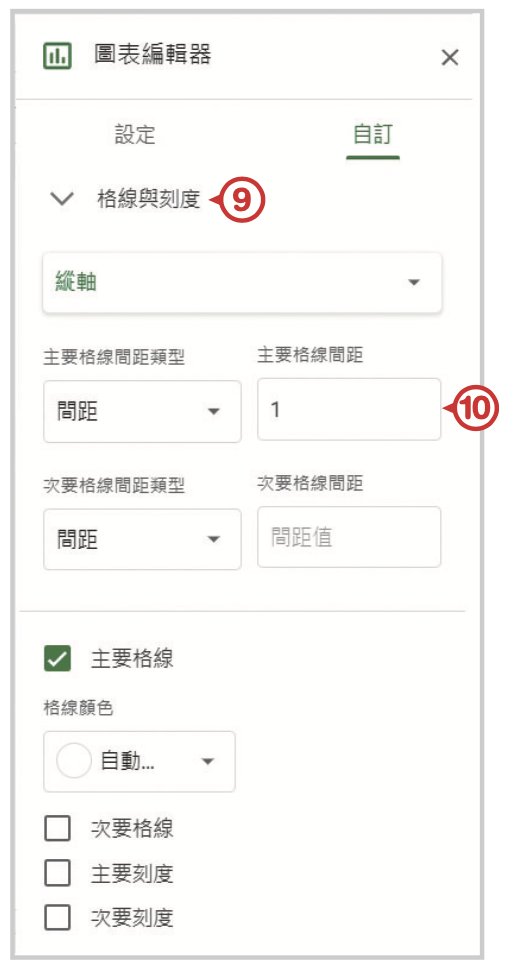 圖表編輯器
設定 自訂
格線與刻度 9
縱軸
主要格線間距類型 主要格線間距
間距 1 10
次要格線間距類型 次要格線間距
間距 間距值
主要格線
格線顏色
自動...
次要格線
主要刻度
次要刻度